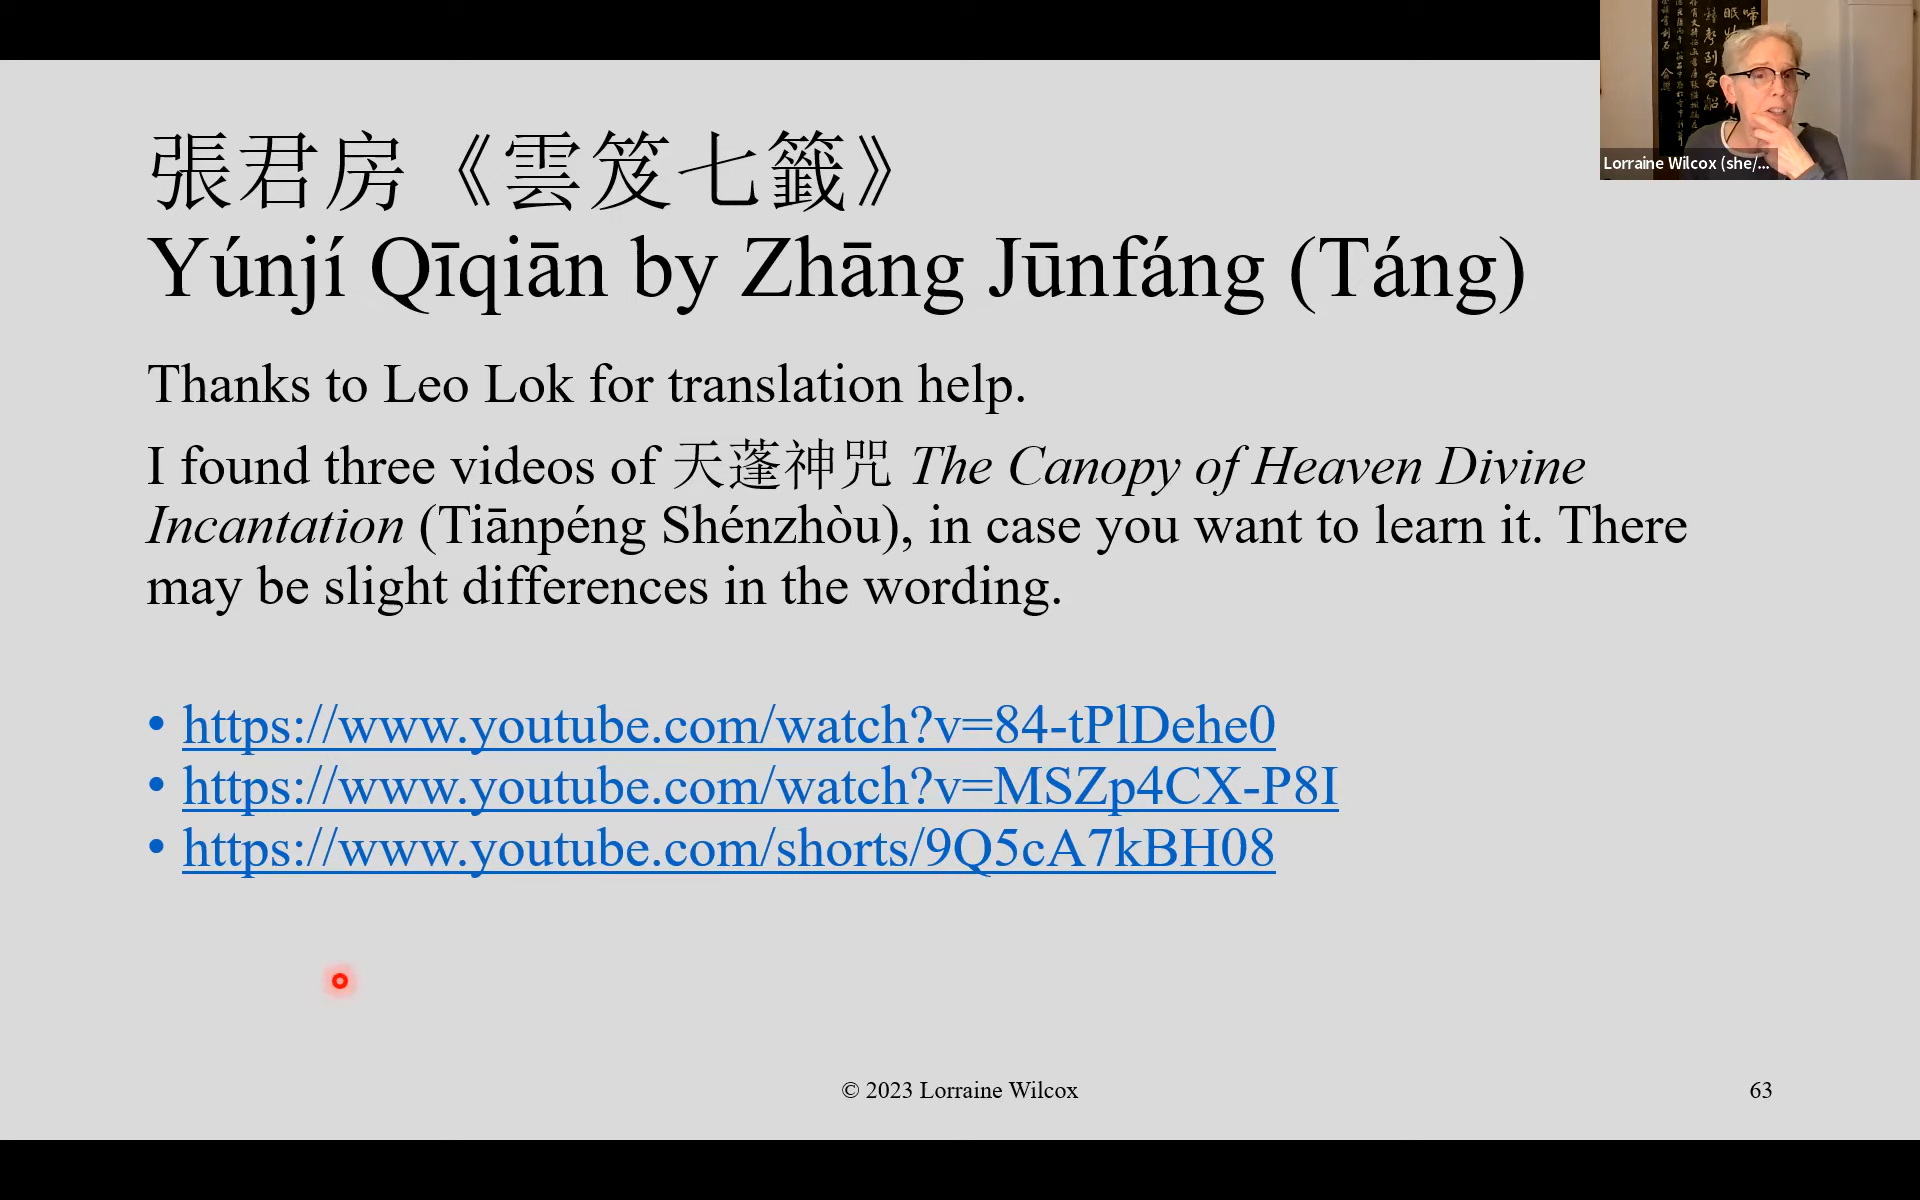 張君房《雲笈七籤》
Yúnjí Qīqiān by Zhāng Jūnfáng (Táng)
Thanks to Leo Lok for translation help.
I found three videos of 天蓬神咒 The Canopy of Heaven Divine
Incantation (Tiānpéng Shénzhòu), in case you want to learn it. There
may be slight differences in the wording.
• https://www.youtube.com/watch?v=84-tPlDehe0
• https://www.youtube.com/watch?v=MSZp4CX-P8I
• https://www.youtube.com/shorts/9Q5cA7kBH08
© 2023 Lorraine Wilcox
63
Lorraine Wilcox (she/...